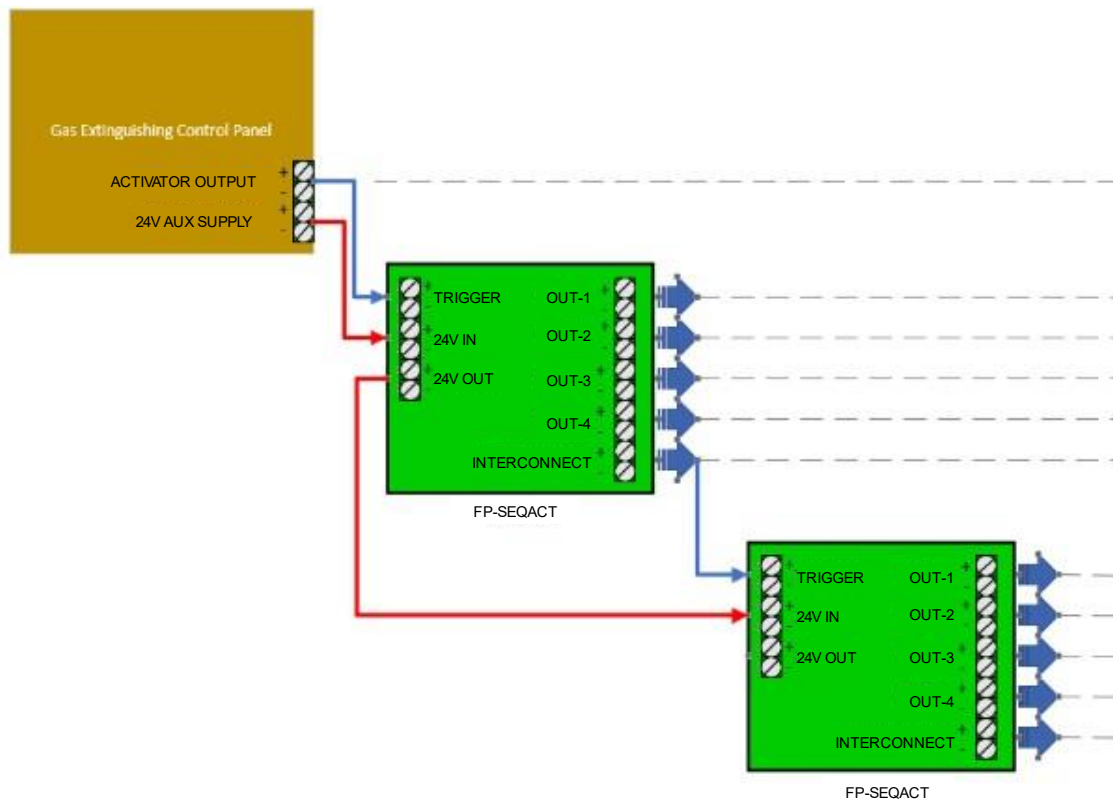 Gas Extinguishing Control Panel
ACTIVATOR OUTPUT + -
24V AUX SUPPLY + -
TRIGGER + - OUT-1 + -
24V IN + - OUT-2 + -
24V OUT + - OUT-3 + -
OUT-4 + -
INTERCONNECT + -
FP-SEQACT
TRIGGER + - OUT-1 + -
24V IN + - OUT-2 + -
24V OUT + - OUT-3 + -
OUT-4 + -
INTERCONNECT + -
FP-SEQACT